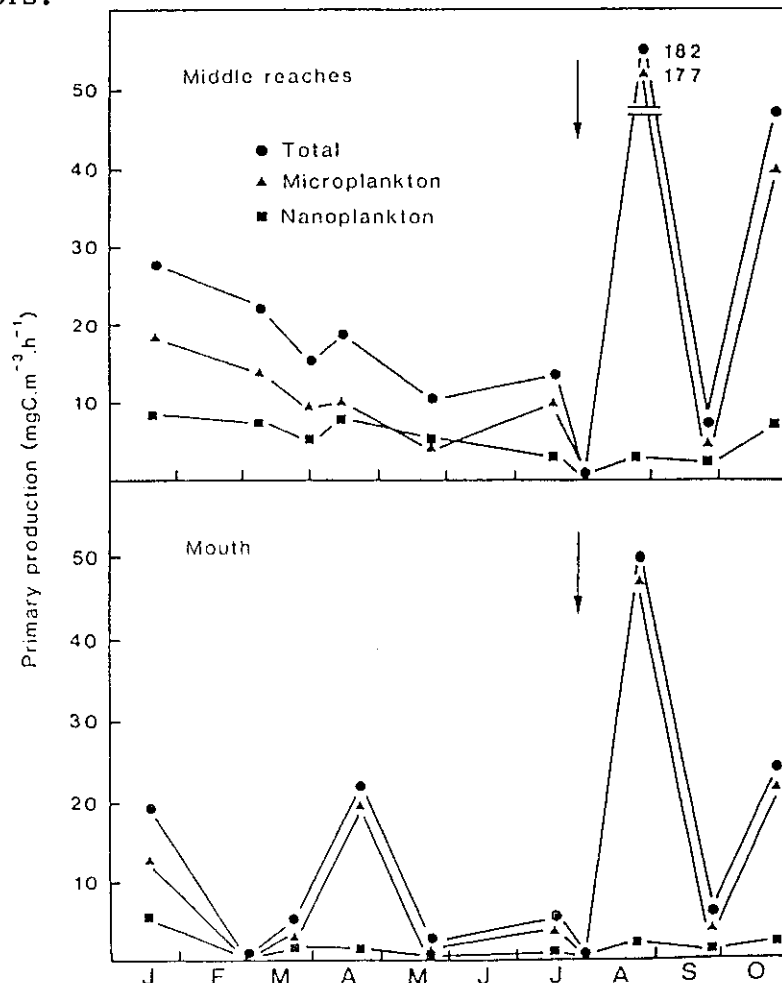 Middle reaches
182
177
50
● Total
▲ Microplankton
■ Nanoplankton
40
30
20
10
Primary production (mgC.m⁻³.h⁻¹)
Mouth
50
40
30
20
10
J F M A M J J A S O